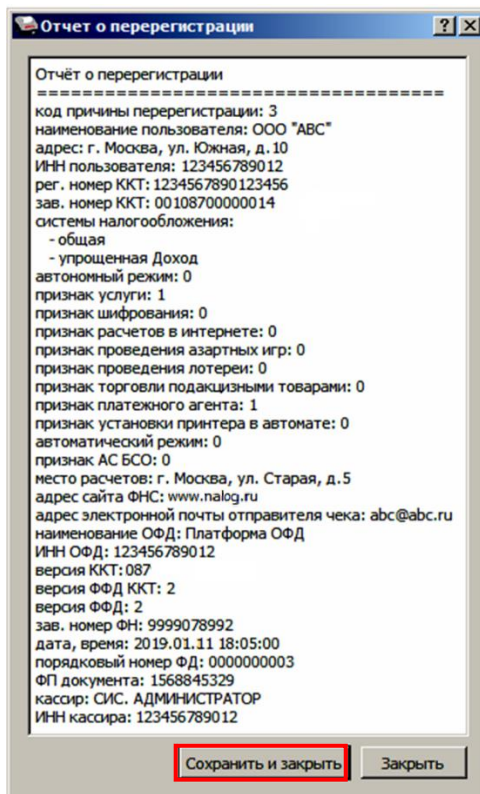 Отчет о перерегистрации
Отчёт о перерегистрации
=====================================
код причины перерегистрации: 3
наименование пользователя: ООО "АВС"
адрес: г. Москва, ул. Южная, д.10
ИНН пользователя: 123456789012
рег. номер ККТ: 1234567890123456
зав. номер ККТ: 00108700000014
системы налогообложения:
- общая
- упрощенная Доход
автономный режим: 0
признак услуги: 1
признак шифрования: 0
признак расчетов в интернете: 0
признак проведения азартных игр: 0
признак проведения лотереи: 0
признак торговли подакцизными товарами: 0
признак платежного агента: 1
признак установки принтера в автомате: 0
автоматический режим: 0
признак АС БСО: 0
место расчетов: г. Москва, ул. Старая, д.5
адрес сайта ФНС: www.nalog.ru
адрес электронной почты отправителя чека: abc@abc.ru
наименование ОФД: Платформа ОФД
ИНН ОФД: 123456789012
версия ККТ: 087
версия ФФД ККТ: 2
версия ФФД: 2
зав. номер ФН: 9999078992
дата, время: 2019.01.11 18:05:00
порядковый номер ФД: 0000000003
ФП документа: 1568845329
кассир: СИС. АДМИНИСТРАТОР
ИНН кассира: 123456789012
Сохранить и закрыть Закрыть